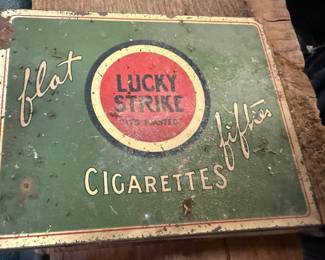 flat
LUCKY
STRIKE
"IT'S TOASTED"
CIGARETTES
fifties